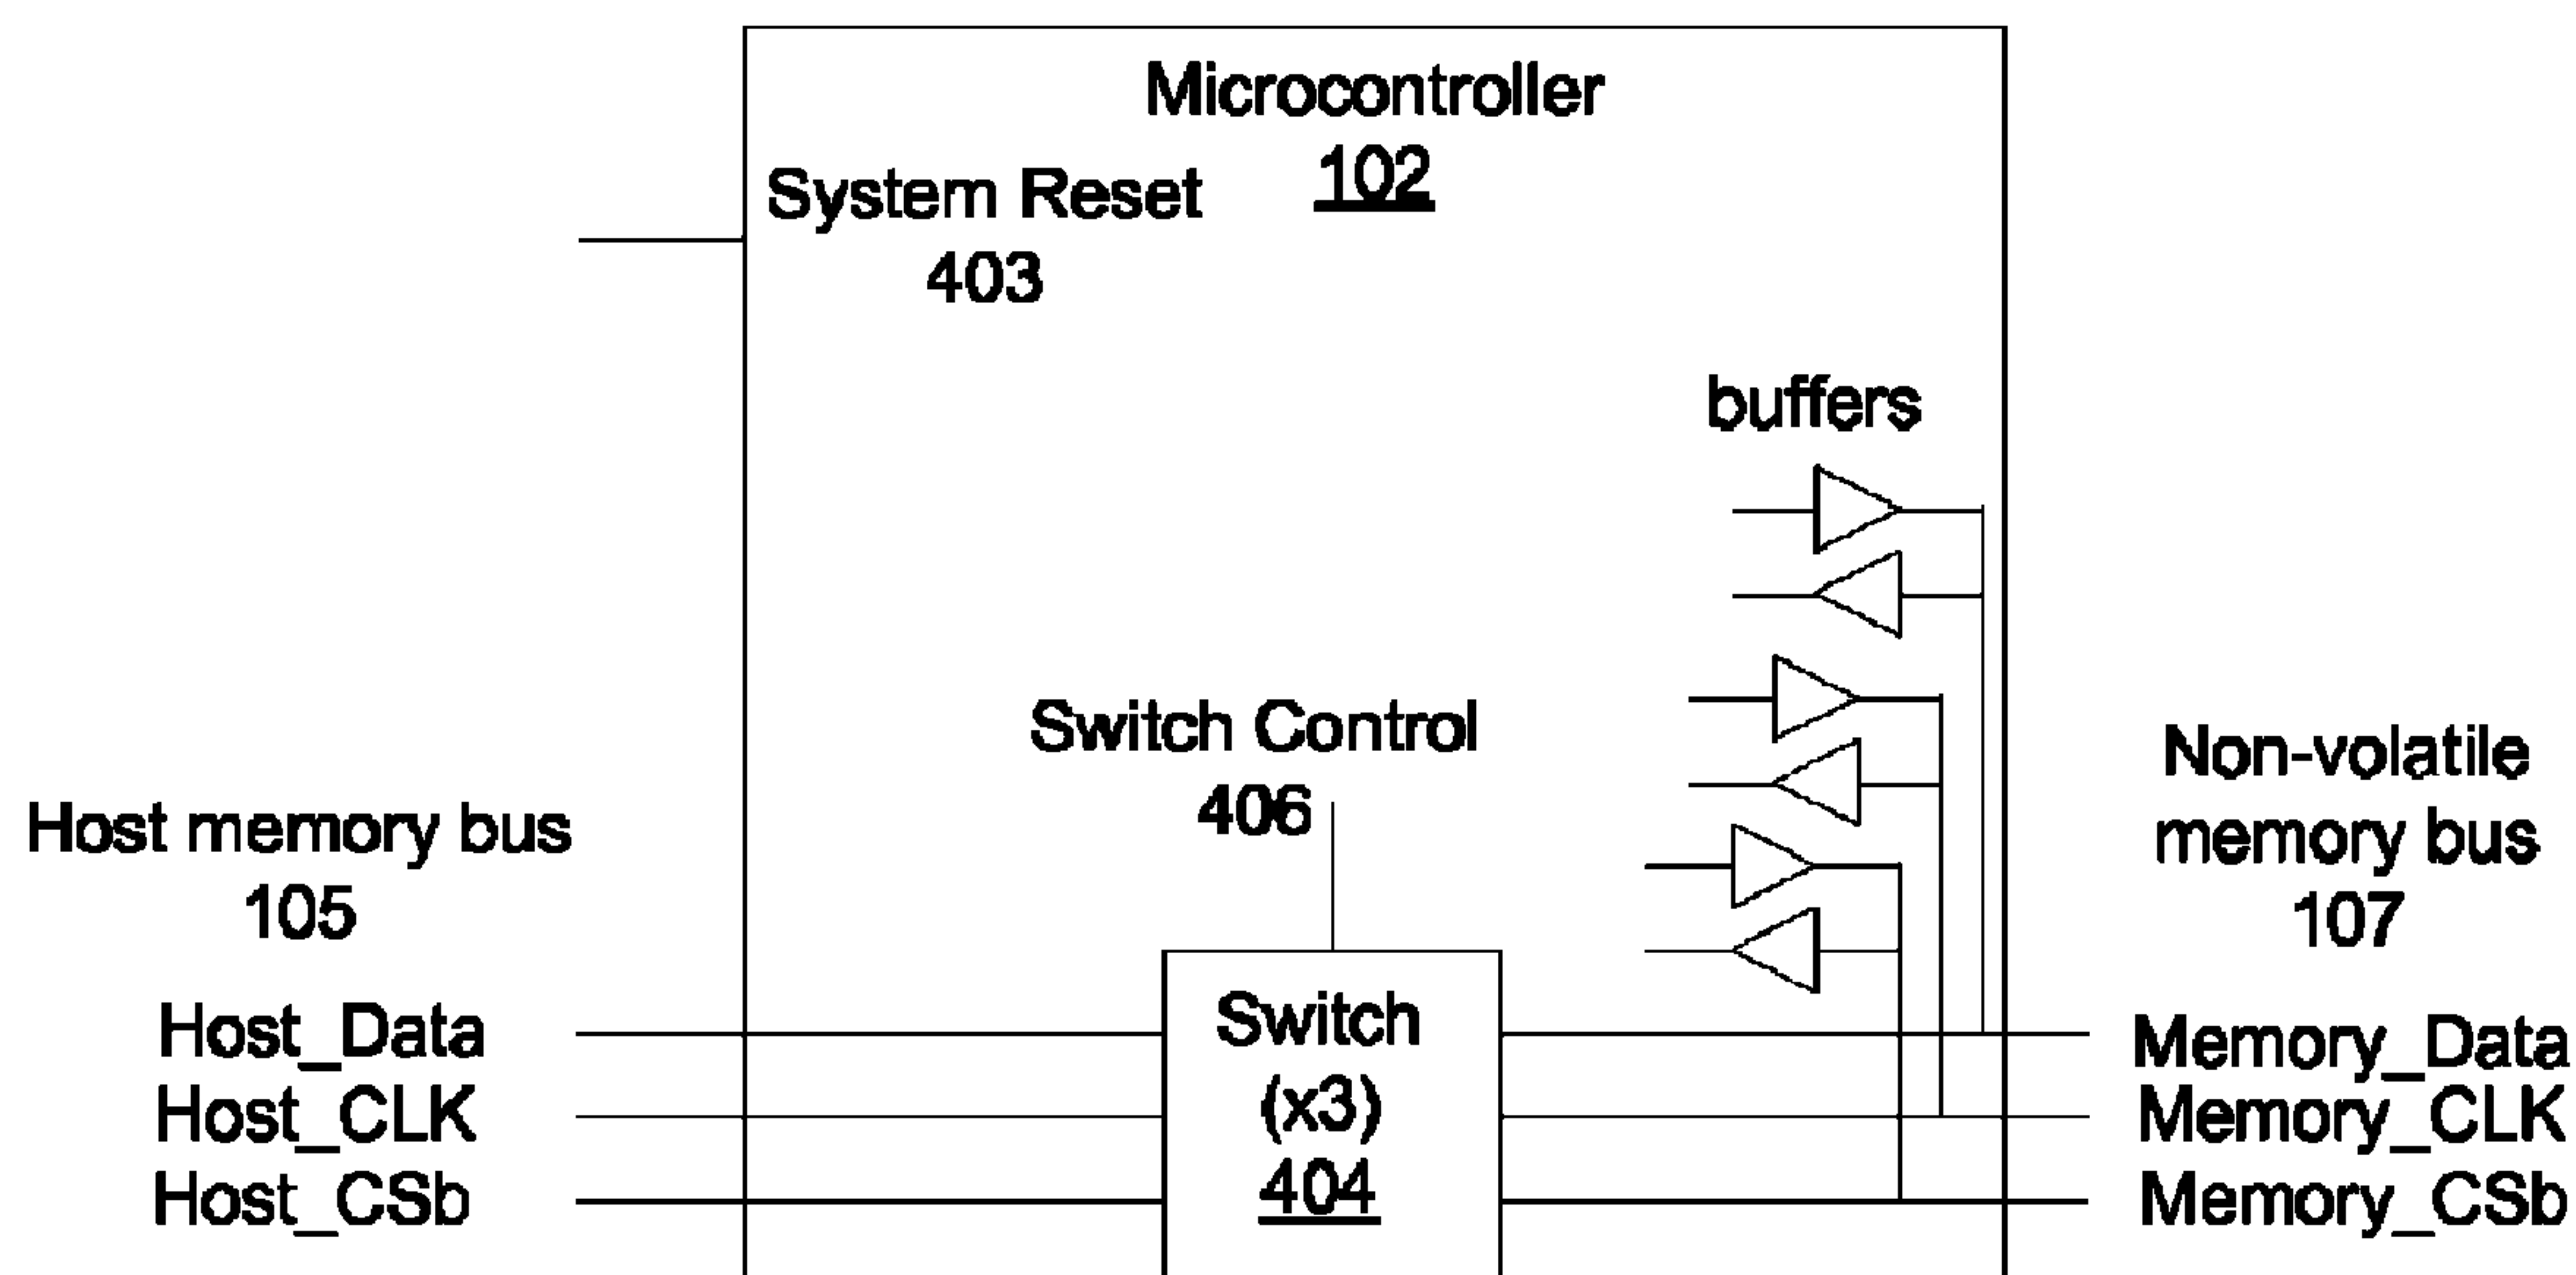 Microcontroller
102
System Reset
403
buffers
Switch Control
406
Host memory bus
105
Non-volatile
memory bus
107
Host_Data
Host_CLK
Host_CSb
Switch
(x3)
404
Memory_Data
Memory_CLK
Memory_CSb